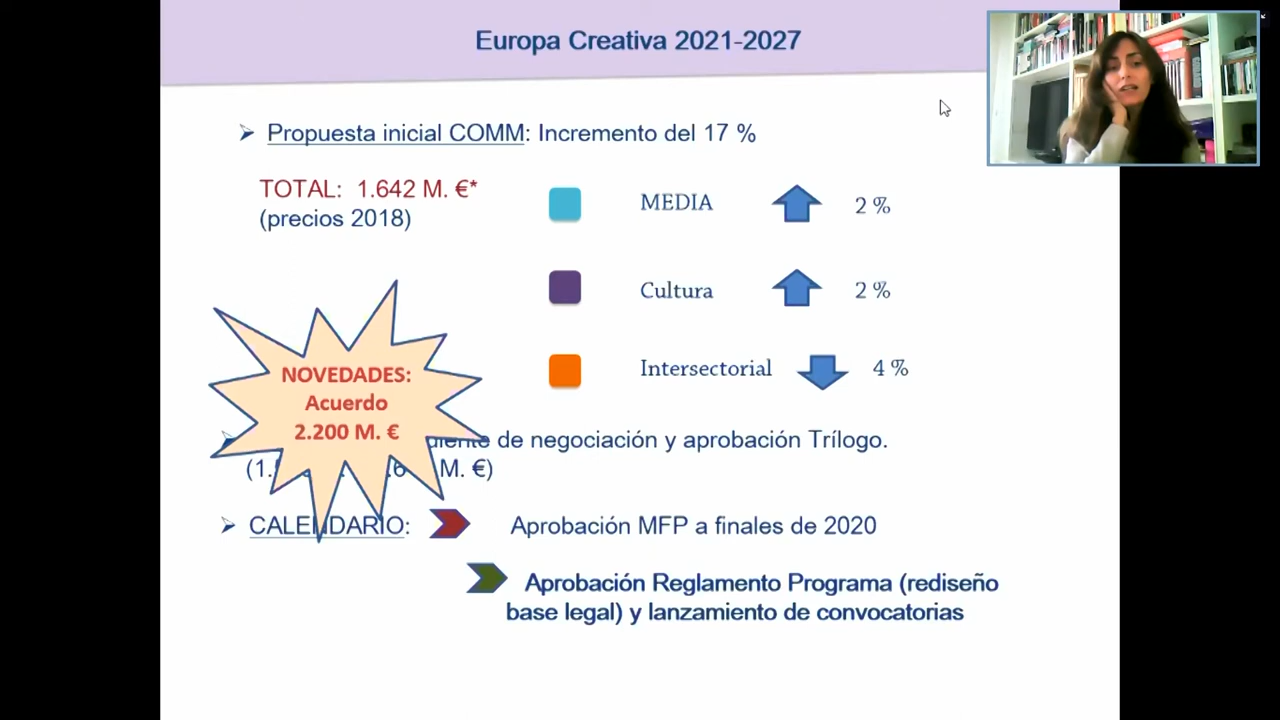 Europa Creativa 2021-2027
Propuesta inicial COMM: Incremento del 17 %
TOTAL: 1.642 M. €*
(precios 2018)
MEDIA 2 %
Cultura 2 %
Intersectorial 4 %
NOVEDADES:
Acuerdo
2.200 M. €
de negociación y aprobación Trílogo.
M. €)
CALENDARIO: Aprobación MFP a finales de 2020
Aprobación Reglamento Programa (rediseño
base legal) y lanzamiento de convocatorias